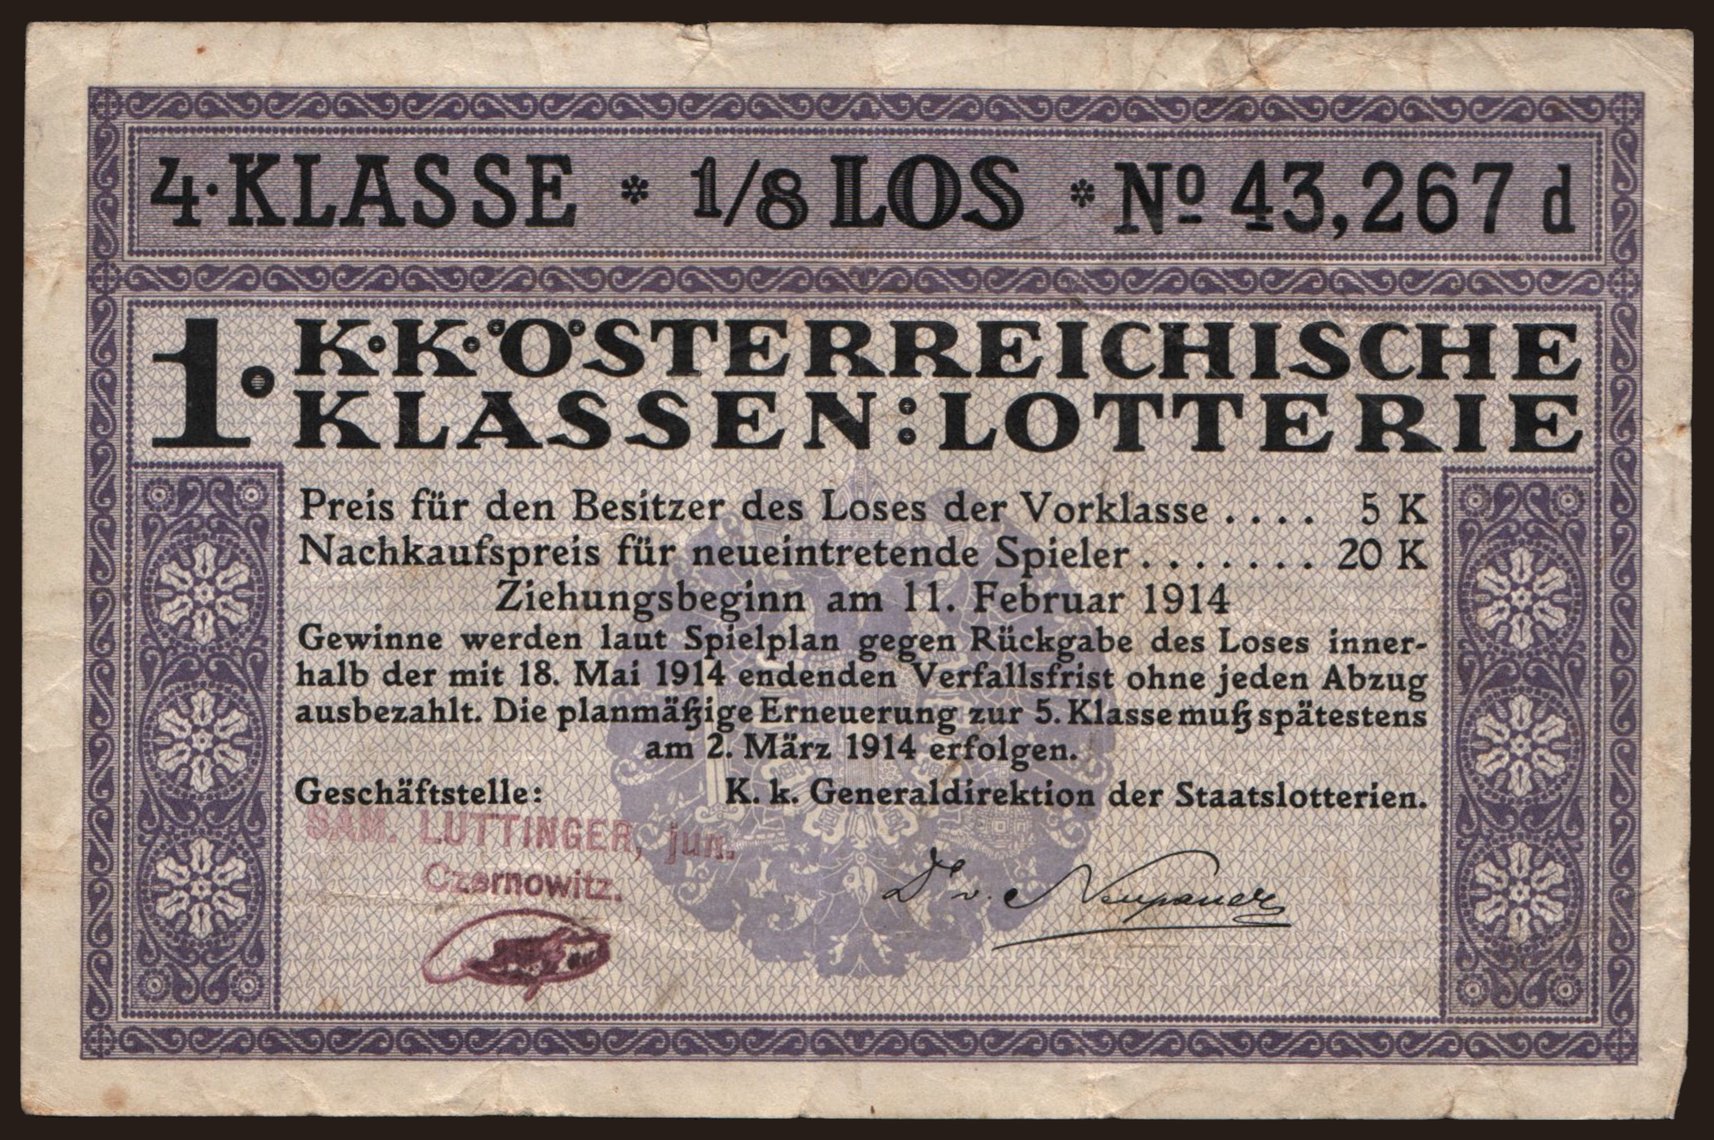 4. KLASSE * 1/8 LOS * No 43,267 d
1. K. K. ÖSTERREICHISCHE
KLASSEN : LOTTERIE
Preis für den Besitzer des Loses der Vorklasse .... 5 K
Nachkaufspreis für neueintretende Spieler ....... 20 K
Ziehungsbeginn am 11. Februar 1914
Gewinne werden laut Spielplan gegen Rückgabe des Loses inner-
halb der mit 18. Mai 1914 endenden Verfallsfrist ohne jeden Abzug
ausbezahlt. Die planmäßige Erneuerung zur 5. Klasse muß spätestens
am 2. März 1914 erfolgen.
Geschäftstelle: K. k. Generaldirektion der Staatslotterien.
SAM. LUTTINGER, jun.
Czernowitz.
Dr v. Neupauer